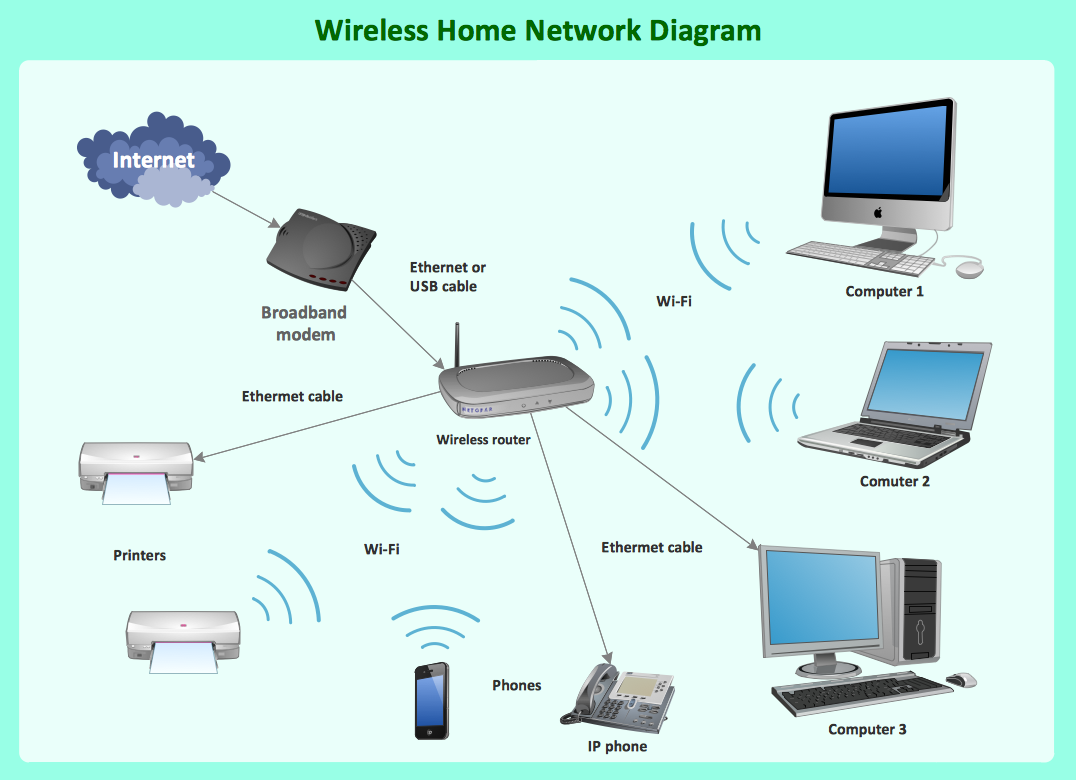 Wireless Home Network Diagram
Internet
Ethernet or
USB cable
Wi-Fi
Computer 1
Broadband
modem
Ethernet cable
NETGEAR
Wireless router
Comuter 2
Printers
Wi-Fi
Ethermet cable
Phones
IP phone
Computer 3